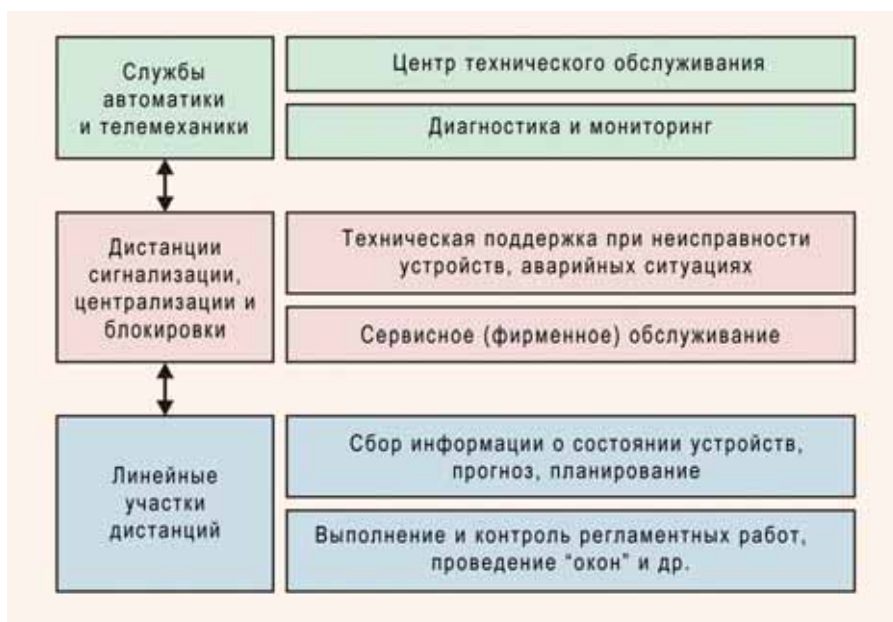 Службы
автоматики
и телемеханики
Центр технического обслуживания
Диагностика и мониторинг
Дистанции
сигнализации,
централизации и
блокировки
Техническая поддержка при неисправности
устройств, аварийных ситуациях
Сервисное (фирменное) обслуживание
Линейные
участки
дистанций
Сбор информации о состоянии устройств,
прогноз, планирование
Выполнение и контроль регламентных работ,
проведение “окон” и др.